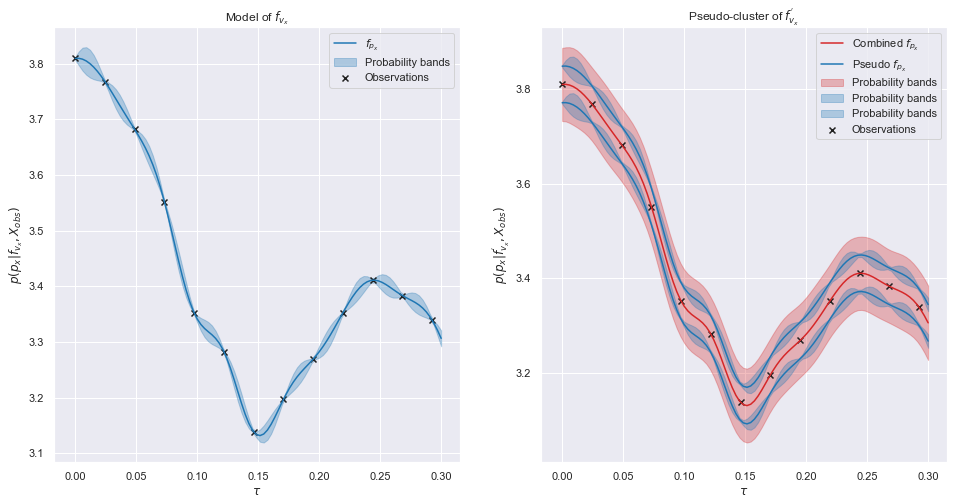 Model of f_{v_x}
f_{p_x}
Probability bands
Observations
3.8
3.7
3.6
3.5
3.4
3.3
3.2
3.1
p(p_x|f_{v_x}, X_{obs})
0.00 0.05 0.10 0.15 0.20 0.25 0.30
τ
Pseudo-cluster of f'_{v_x}
Combined f_{p_x}
Pseudo f_{p_x}
Probability bands
Probability bands
Probability bands
Observations
3.8
3.6
3.4
3.2
p(p_x|f'_{v_x}, X_{obs})
0.00 0.05 0.10 0.15 0.20 0.25 0.30
τ